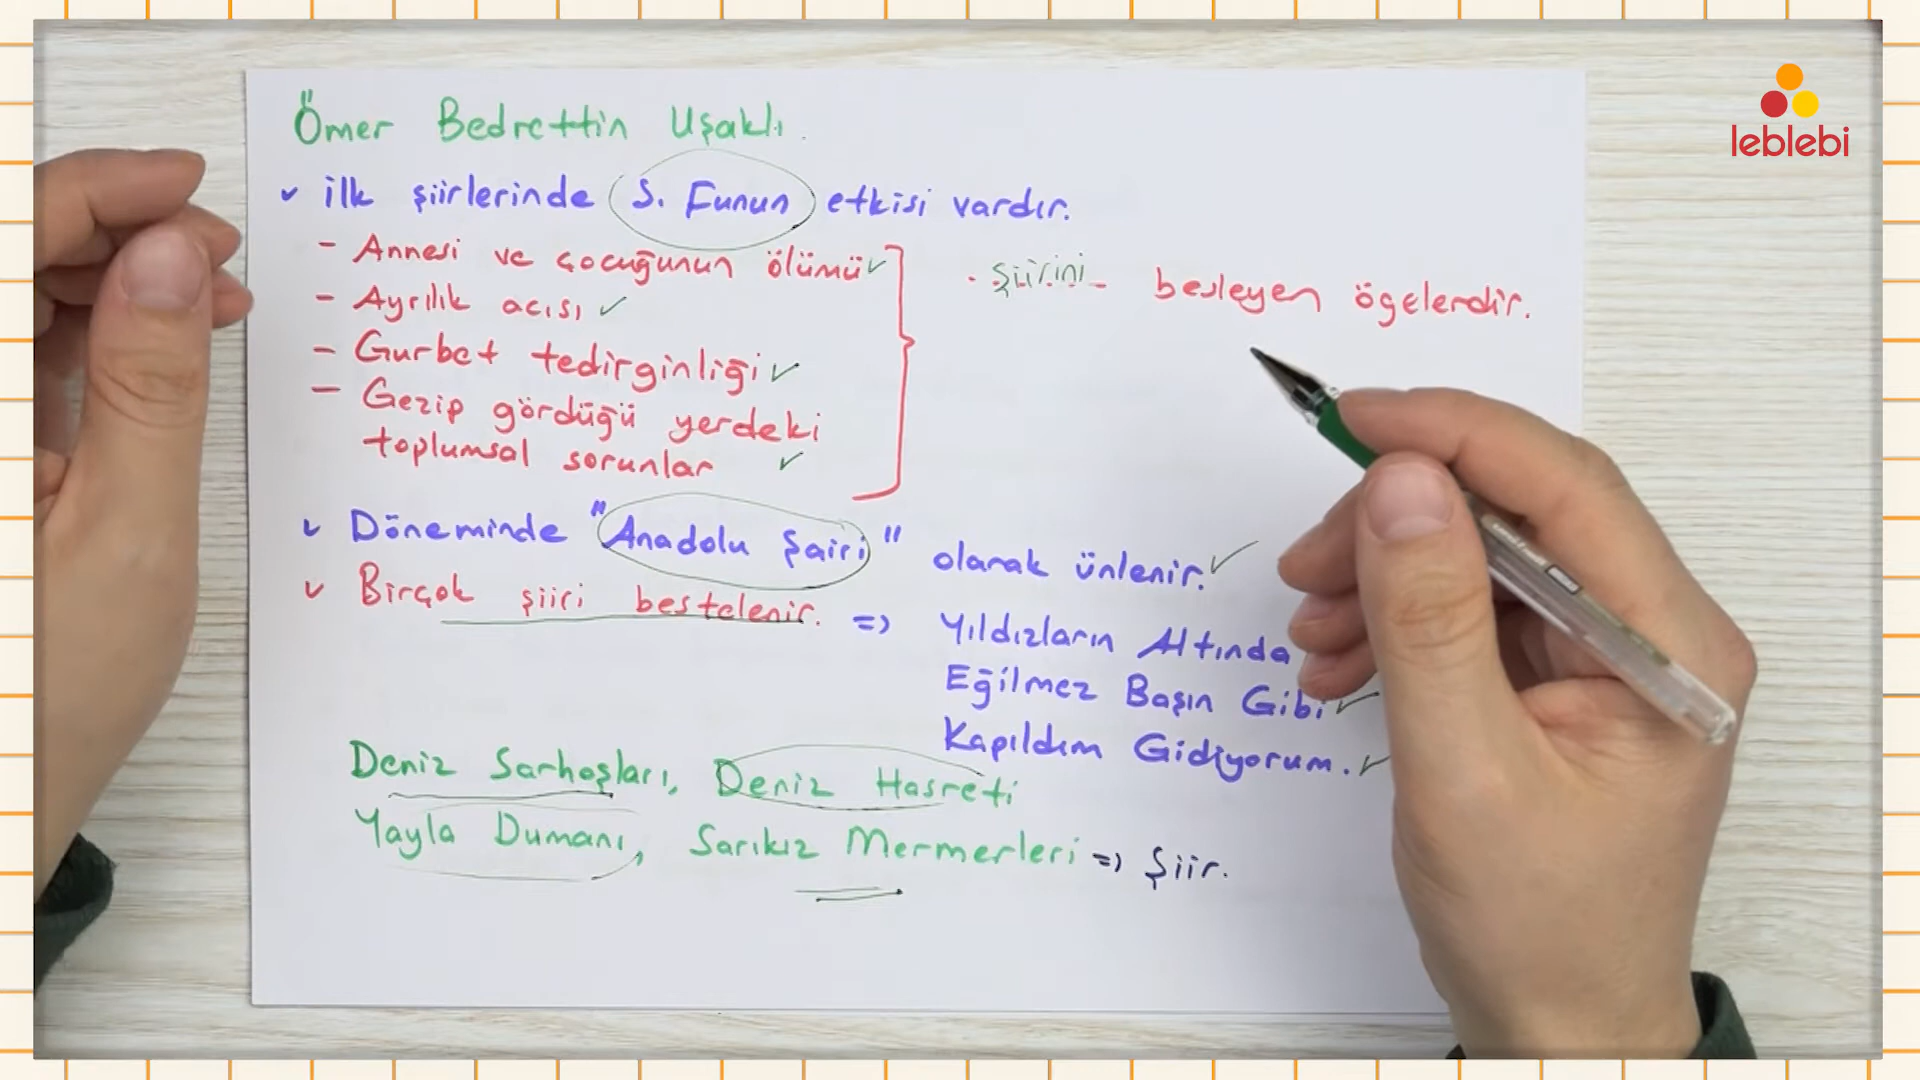 leblebi
Ömer Bedrettin Uşaklı.
✓ ilk şiirlerinde (S. Funun) etkisi vardır.
- Annesi ve çocuğunun ölümü ✓
- Ayrılık acısı ✓
- Gurbet tedirginliği ✓
- Gezip gördüğü yerdeki
toplumsal sorunlar ✓
- Şiirini - besleyen ögelerdir.
✓ Döneminde "Anadolu Şairi" olarak ünlenir. ✓
✓ Birçok şiiri bestelenir. => Yıldızların Altında
Eğilmez Başın Gibi ✓
Kapıldım Gidiyorum. ✓
Deniz Sarhoşları, Deniz Hasreti
Yayla Dumanı, Sarıkız Mermerleri => Şiir.